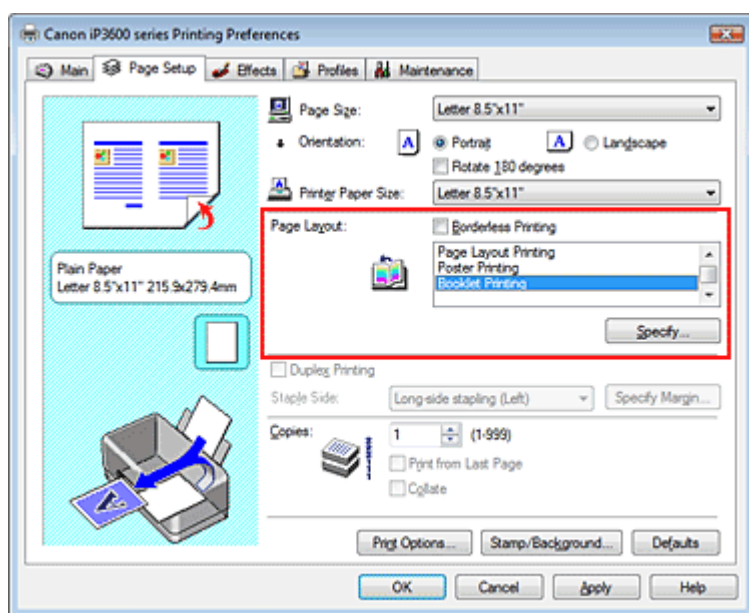 Canon iP3600 series Printing Preferences
Main Page Setup Effects Profiles Maintenance
Page Size: Letter 8.5"x11"
Orientation: A Portrait A Landscape
Rotate 180 degrees
Printer Paper Size: Letter 8.5"x11"
Page Layout: Borderless Printing
Page Layout Printing
Poster Printing
Booklet Printing
Specify...
Plain Paper
Letter 8.5"x11" 215.9x279.4mm
Duplex Printing
Staple Side: Long-side stapling (Left) Specify Margin...
Copies: 1 (1-999)
Print from Last Page
Collate
Print Options... Stamp/Background... Defaults
OK Cancel Apply Help